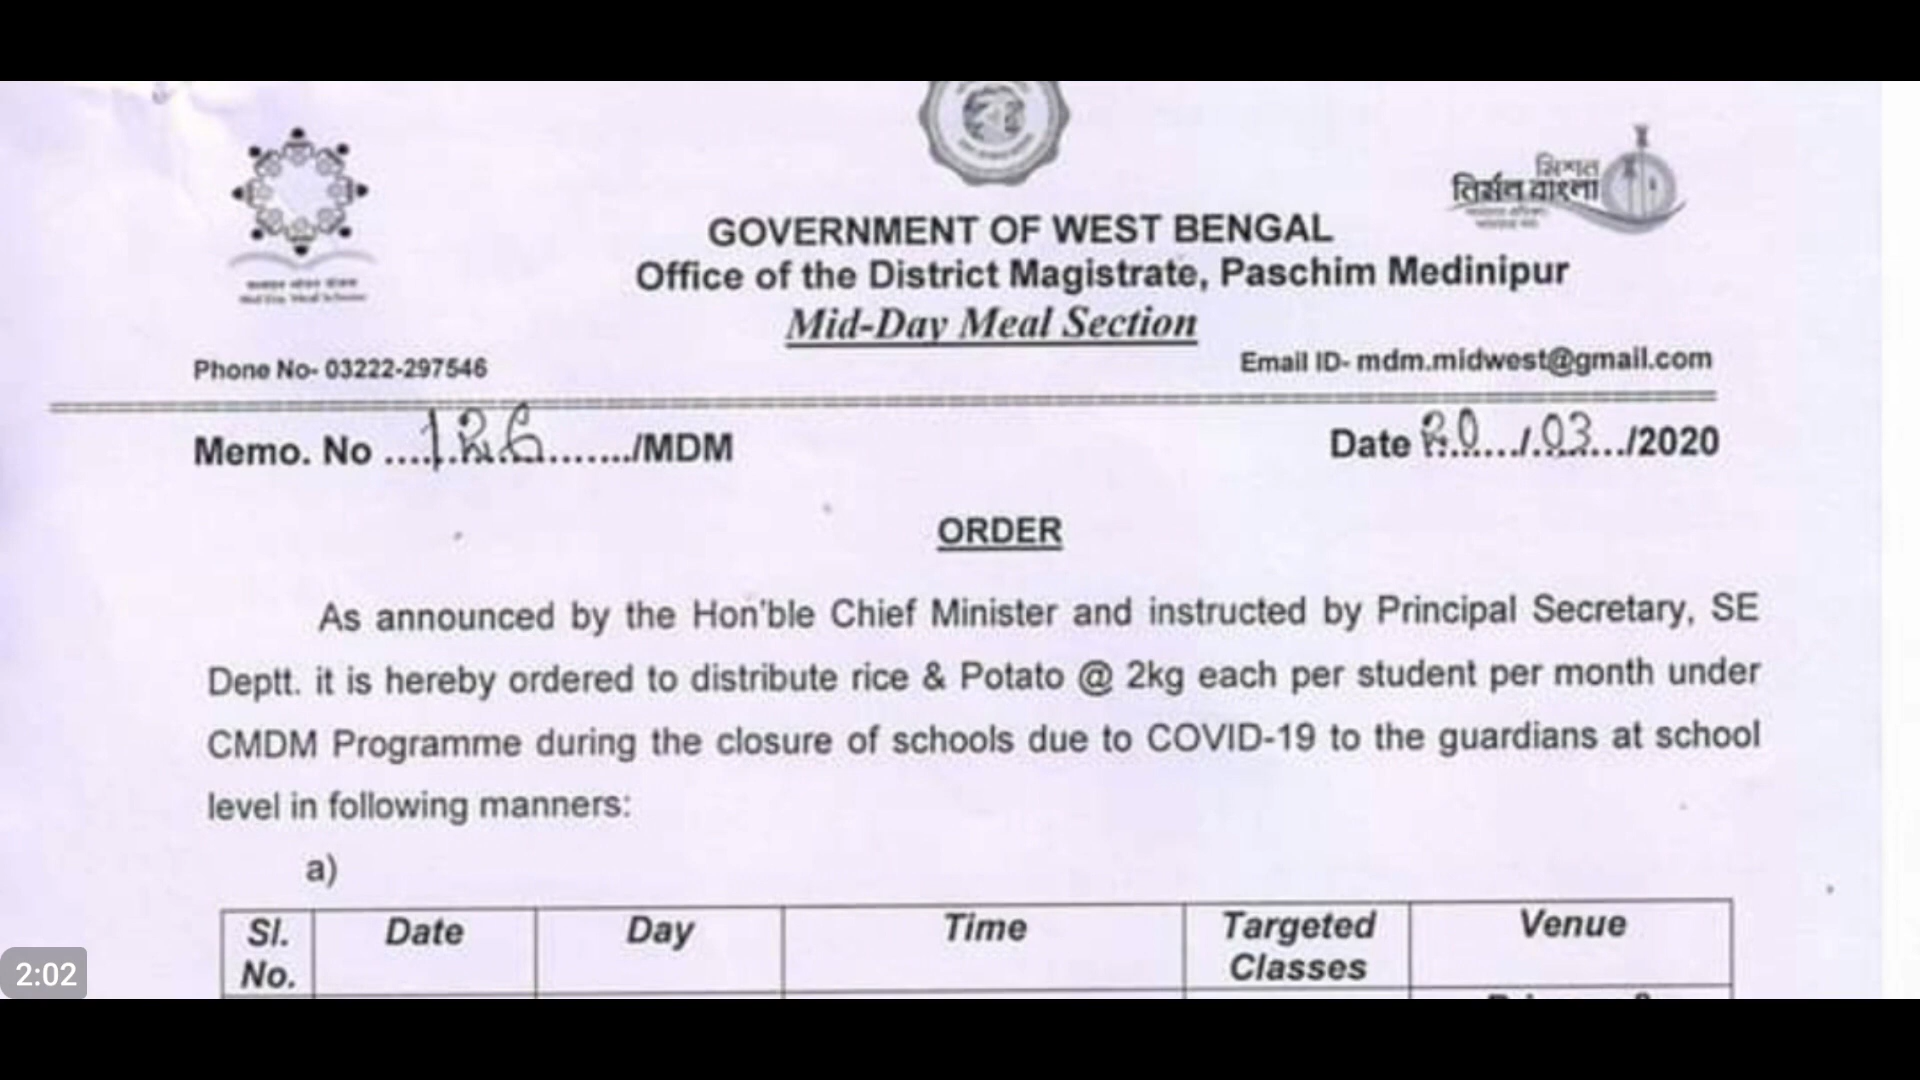 মিশন
নির্মল বাংলা
GOVERNMENT OF WEST BENGAL
Office of the District Magistrate, Paschim Medinipur
Mid-Day Meal Section
Phone No- 03222-297546
Email ID- mdm.midwest@gmail.com
Memo. No ....126........../MDM
Date 20..../.03.../2020
ORDER
As announced by the Hon'ble Chief Minister and instructed by Principal Secretary, SE
Deptt. it is hereby ordered to distribute rice & Potato @ 2kg each per student per month under
CMDM Programme during the closure of schools due to COVID-19 to the guardians at school
level in following manners:
a)
Sl. No. Date Day Time Targeted Classes Venue
2:02